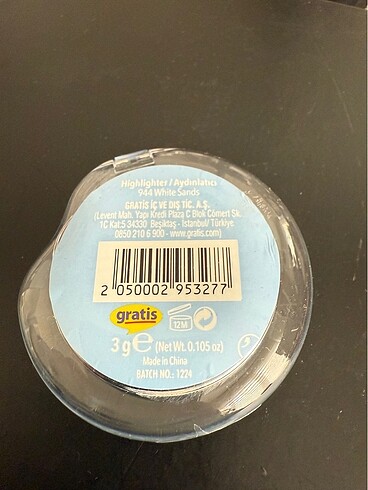 Highlighter / Aydınlatıcı
944 White Sands
GRATİS İÇ VE DIŞ TİC. A.Ş.
(Levent Mah. Yapı Kredi Plaza C Blok Cömert Sk.
1C Kat:5 34330 Beşiktaş - İstanbul/ Türkiye
0850 210 6 900 - www.gratis.com)
2 050002 953277
gratis
12M
3 g e (Net Wt. 0.105 oz)
Made in China
BATCH NO.: 1224